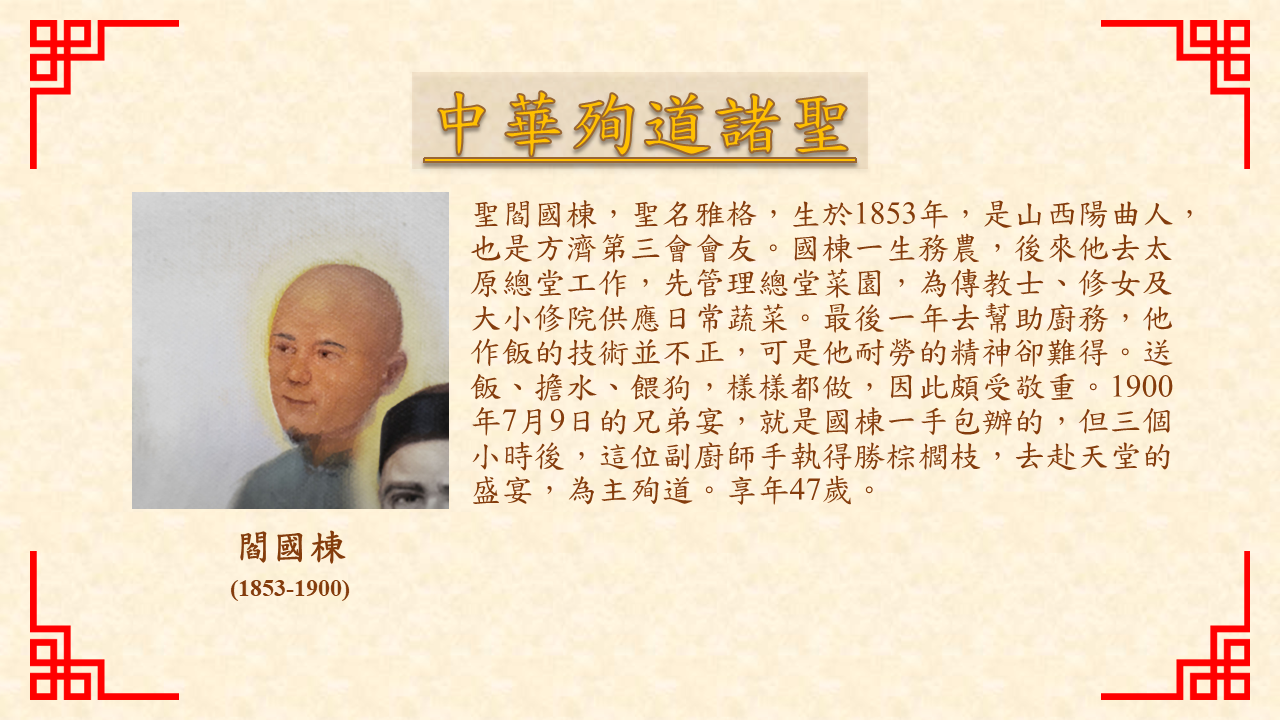 中華殉道諸聖
聖閻國棟，聖名雅格，生於1853年，是山西陽曲人，
也是方濟第三會會友。國棟一生務農，後來他去太
原總堂工作，先管理總堂菜園，為傳教士、修女及
大小修院供應日常蔬菜。最後一年去幫助廚務，他
作飯的技術並不正，可是他耐勞的精神卻難得。送
飯、擔水、餵狗，樣樣都做，因此頗受敬重。1900
年7月9日的兄弟宴，就是國棟一手包辦的，但三個
小時後，這位副廚師手執得勝棕櫚枝，去赴天堂的
盛宴，為主殉道。享年47歲。
閻國棟
(1853-1900)